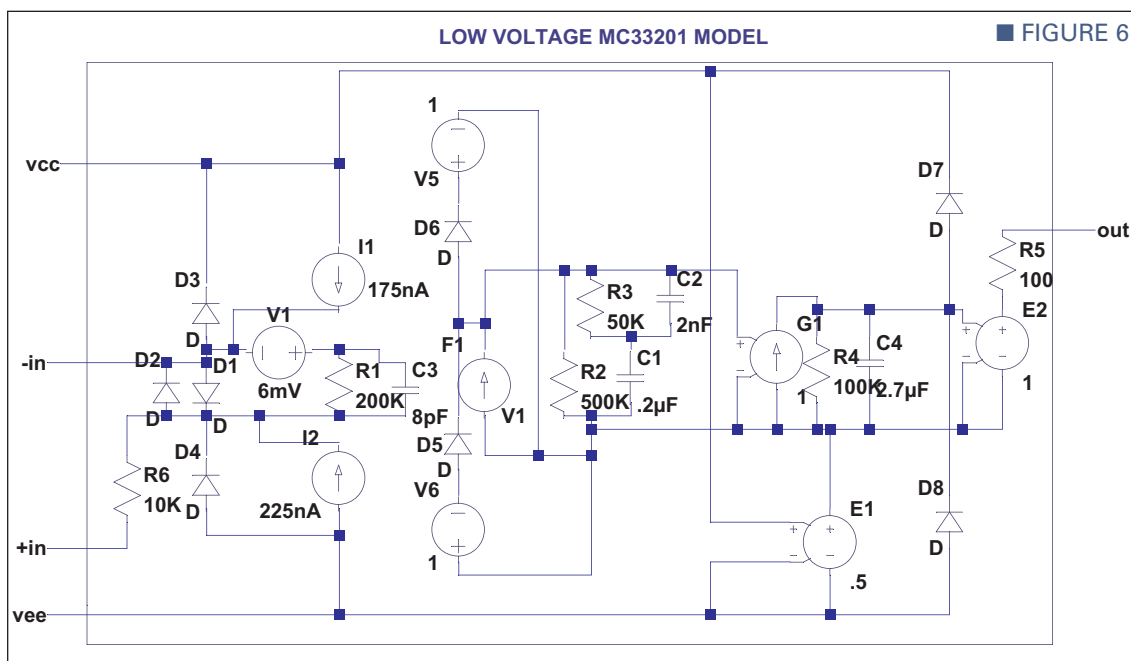 ■ FIGURE 6
LOW VOLTAGE MC33201 MODEL
1
vcc
V5
D7
D6
D
D
I1
out
R5
100
D3
175nA
C2
R3
50K
2nF
V1
G1
E2
D
F1
C4
-in
D2
D1
C1
R4
6mV
R1
C3
R2
100K
2.7µF
1
200K
500K
.2µF
1
D
D
8pF
V1
D5
D4
I2
D
R6
V6
D8
10K
D
225nA
E1
+in
D
1
.5
vee